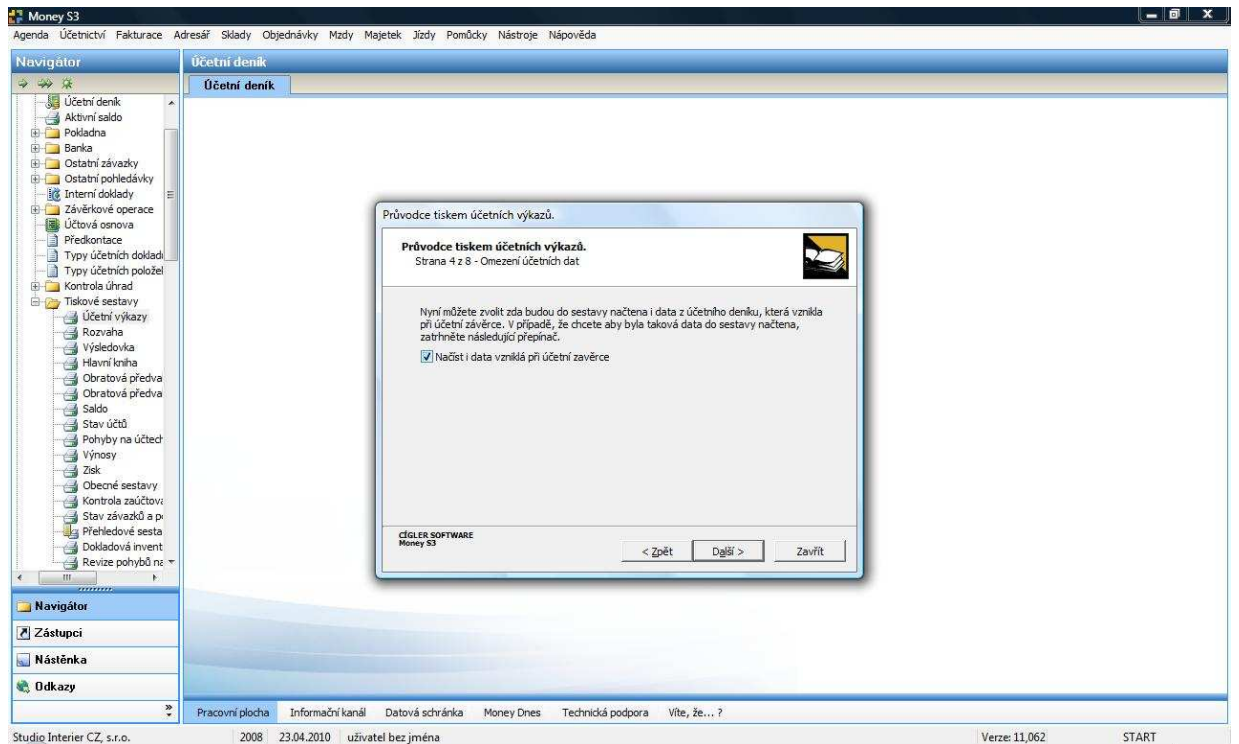 Money S3
Agenda Účetnictví Fakturace Adresář Sklady Objednávky Mzdy Majetek Jízdy Pomůcky Nástroje Nápověda
Navigátor
Účetní deník
Účetní deník
Účetní deník
Aktivní saldo
Pokladna
Banka
Ostatní závazky
Ostatní pohledávky
Interní doklady
Závěrkové operace
Účtová osnova
Předkontace
Typy účetních dokladů
Typy účetních polože
Kontrola úhrad
Tiskové sestavy
Účetní výkazy
Rozvaha
Výsledovka
Hlavní kniha
Obratová předva
Obratová předva
Saldo
Stav účtů
Pohyby na účtech
Výnosy
Zisk
Obecné sestavy
Kontrola zaúčtova
Stav závazků a p
Přehledové sesta
Dokladová invent
Revize pohybů na
Navigátor
Zástupci
Nástěnka
Odkazy
Průvodce tiskem účetních výkazů.
Průvodce tiskem účetních výkazů.
Strana 4 z 8 - Omezení účetních dat
Nyní můžete zvolit zda budou do sestavy načtena i data z účetního deníku, která vznikla
při účetní závěrce. V případě, že chcete aby byla taková data do sestavy načtena,
zatrhněte následující přepínač.
Načíst i data vzniklá při účetní zavěrce
CÍGLER SOFTWARE
Money S3
< Zpět
Další >
Zavřít
Pracovní plocha Informační kanál Datová schránka Money Dnes Technická podpora Víte, že... ?
Studio Interier CZ, s.r.o. 2008 23.04.2010 uživatel bez jména Verze: 11,062 START